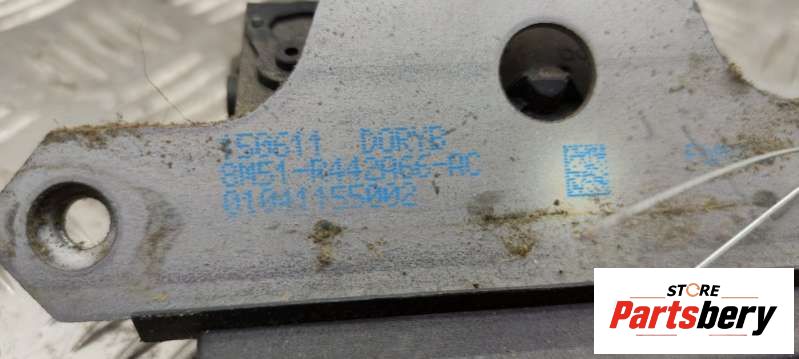 150611 DORYB
8M51-R442A66-AC
01041155002
STORE
Partsbery